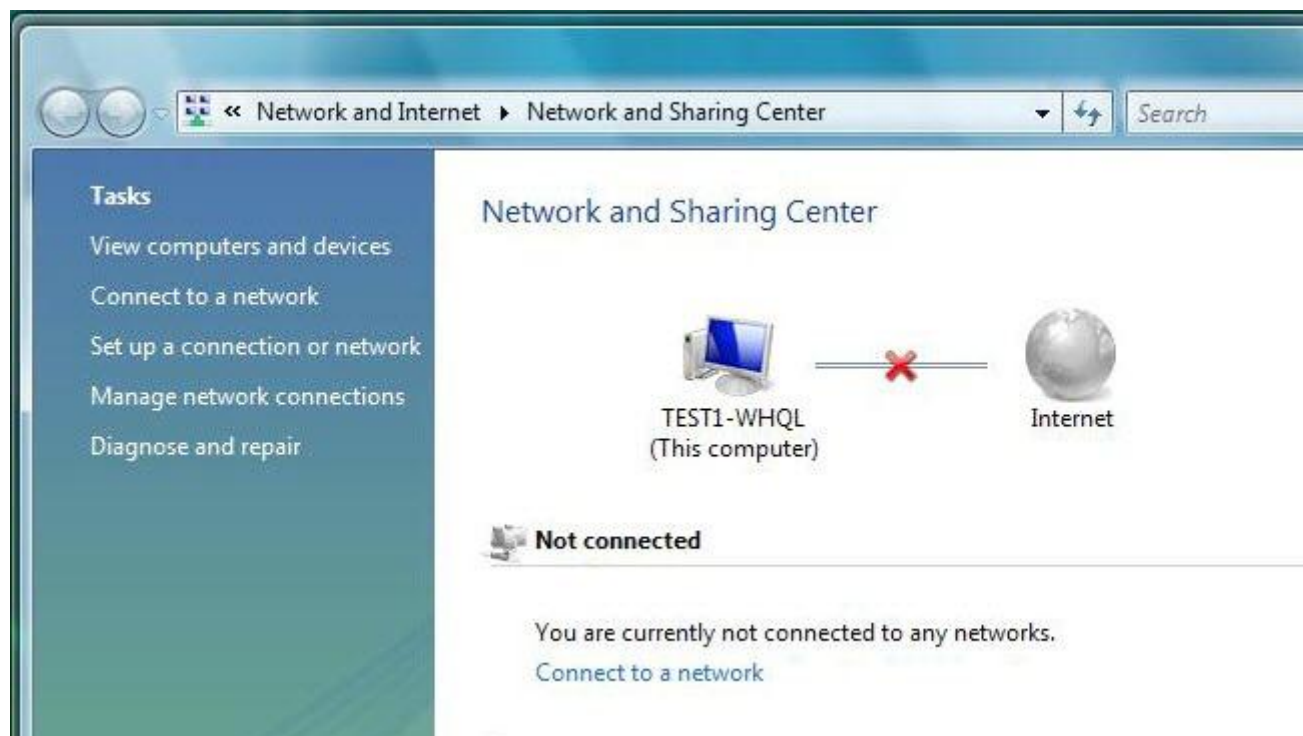 « Network and Internet ▸ Network and Sharing Center
Search
Tasks
View computers and devices
Connect to a network
Set up a connection or network
Manage network connections
Diagnose and repair
Network and Sharing Center
TEST1-WHQL
(This computer)
Internet
Not connected
You are currently not connected to any networks.
Connect to a network